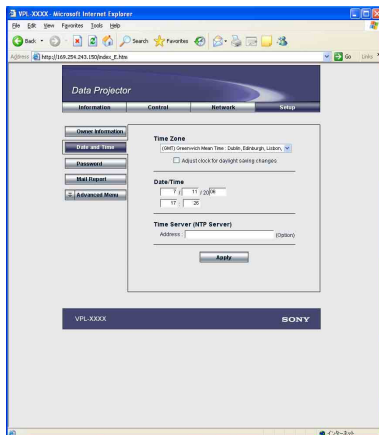 VPL-XXXX - Microsoft Internet Explorer
File Edit View Favorites Tools Help
Back Search Favorites
Address http://169.254.243.150/index_E.htm Go Links
Data Projector
Information Control Network Setup
Owner Information
Date and Time
Password
Mail Report
Advanced Menu
Time Zone
(GMT) Greenwich Mean Time : Dublin, Edinburgh, Lisbon,
Adjust clock for daylight saving changes
Date/Time
7 / 11 / 2006
17 : 26
Time Server (NTP Server)
Address : (Option)
Apply
VPL-XXXX SONY
インターネット